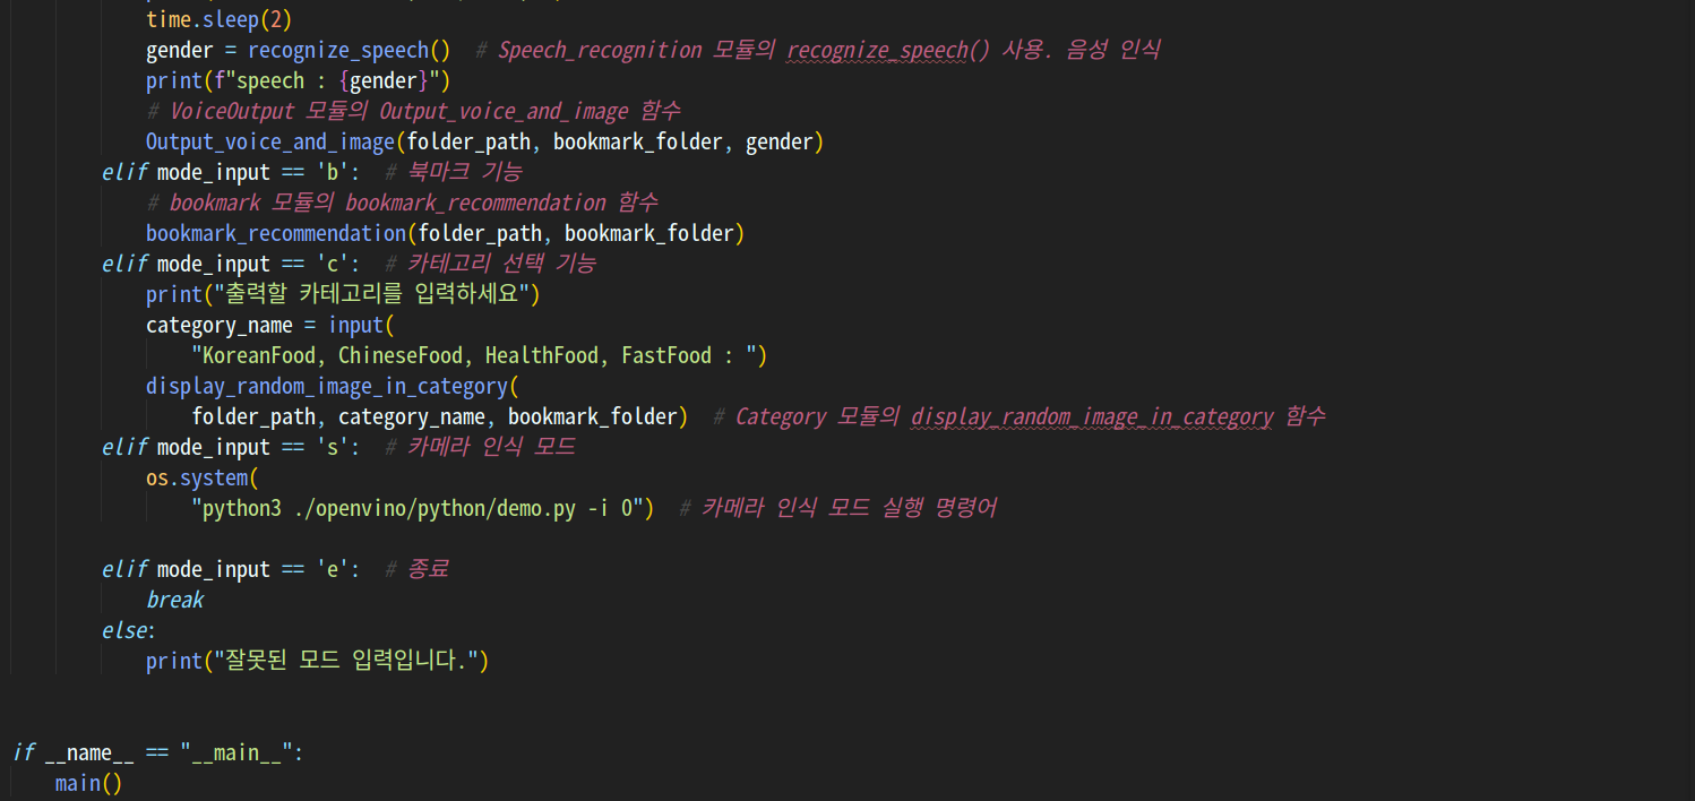 time.sleep(2)
gender = recognize_speech()  # Speech_recognition 모듈의 recognize_speech() 사용. 음성 인식
print(f"speech : {gender}")
# VoiceOutput 모듈의 Output_voice_and_image 함수
Output_voice_and_image(folder_path, bookmark_folder, gender)
elif mode_input == 'b':  # 북마크 기능
# bookmark 모듈의 bookmark_recommendation 함수
bookmark_recommendation(folder_path, bookmark_folder)
elif mode_input == 'c':  # 카테고리 선택 기능
print("출력할 카테고리를 입력하세요")
category_name = input(
"KoreanFood, ChineseFood, HealthFood, FastFood : ")
display_random_image_in_category(
folder_path, category_name, bookmark_folder)  # Category 모듈의 display_random_image_in_category 함수
elif mode_input == 's':  # 카메라 인식 모드
os.system(
"python3 ./openvino/python/demo.py -i 0")  # 카메라 인식 모드 실행 명령어
elif mode_input == 'e':  # 종료
break
else:
print("잘못된 모드 입력입니다.")
if __name__ == "__main__":
main()